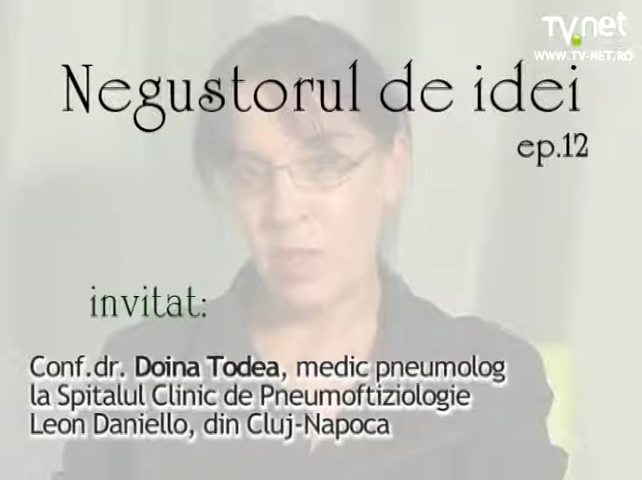 TV.net
WWW.TV-NET.RO
Negustorul de idei
ep.12
invitat:
Conf.dr. Doina Todea, medic pneumolog
la Spitalul Clinic de Pneumoftiziologie
Leon Daniello, din Cluj-Napoca